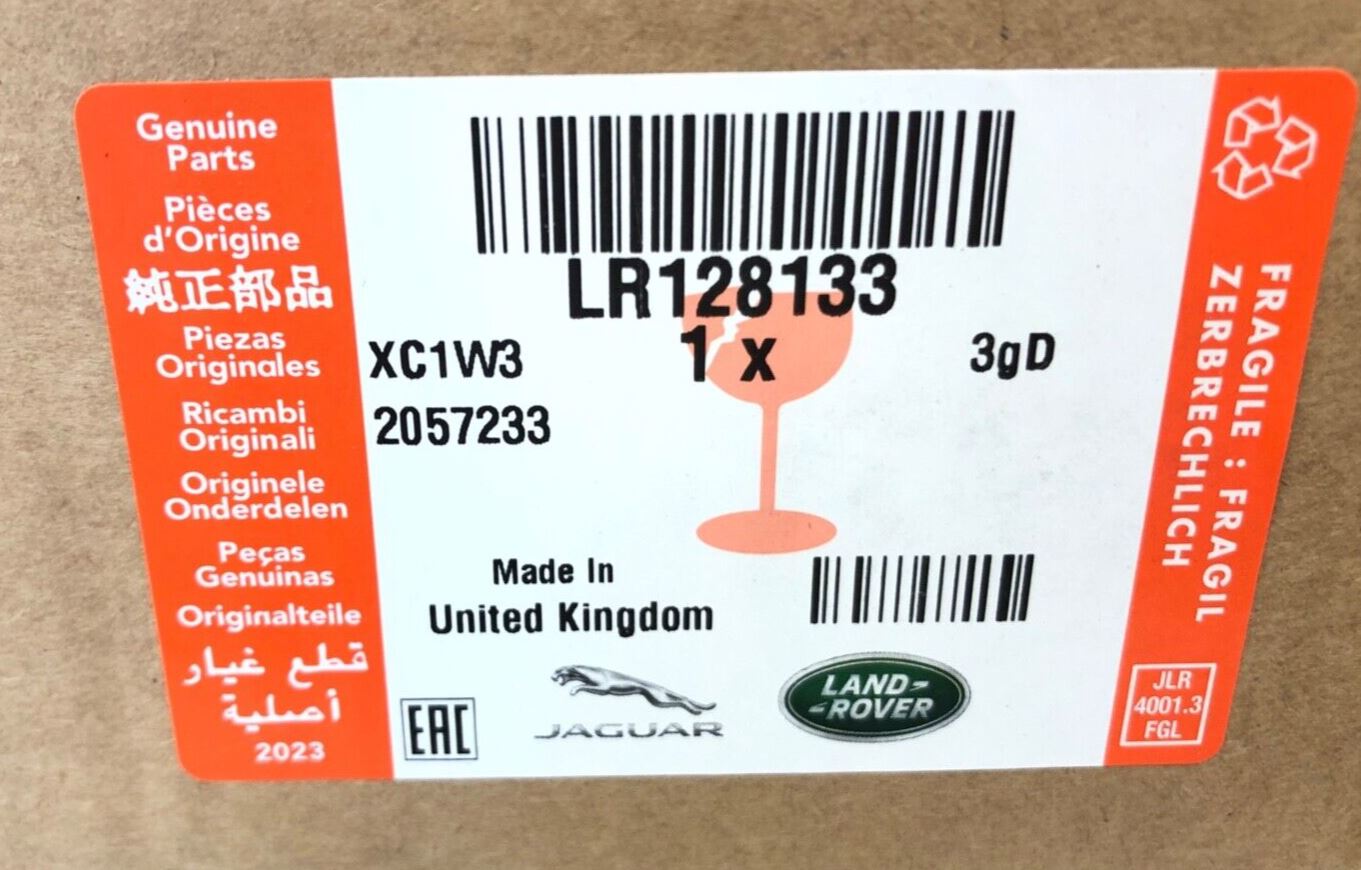 Genuine
Parts
Pièces
d'Origine
純正部品
Piezas
Originales
Ricambi
Originali
Originele
Onderdelen
Peças
Genuinas
Originalteile
قطع غيار
أصلية
2023
LR128133
XC1W3 1 x 3gD
2057233
Made In
United Kingdom
EAC
JAGUAR
LAND-
-ROVER
FRAGILE : FRAGIL
ZERBRECHLICH
JLR
4001.3
FGL